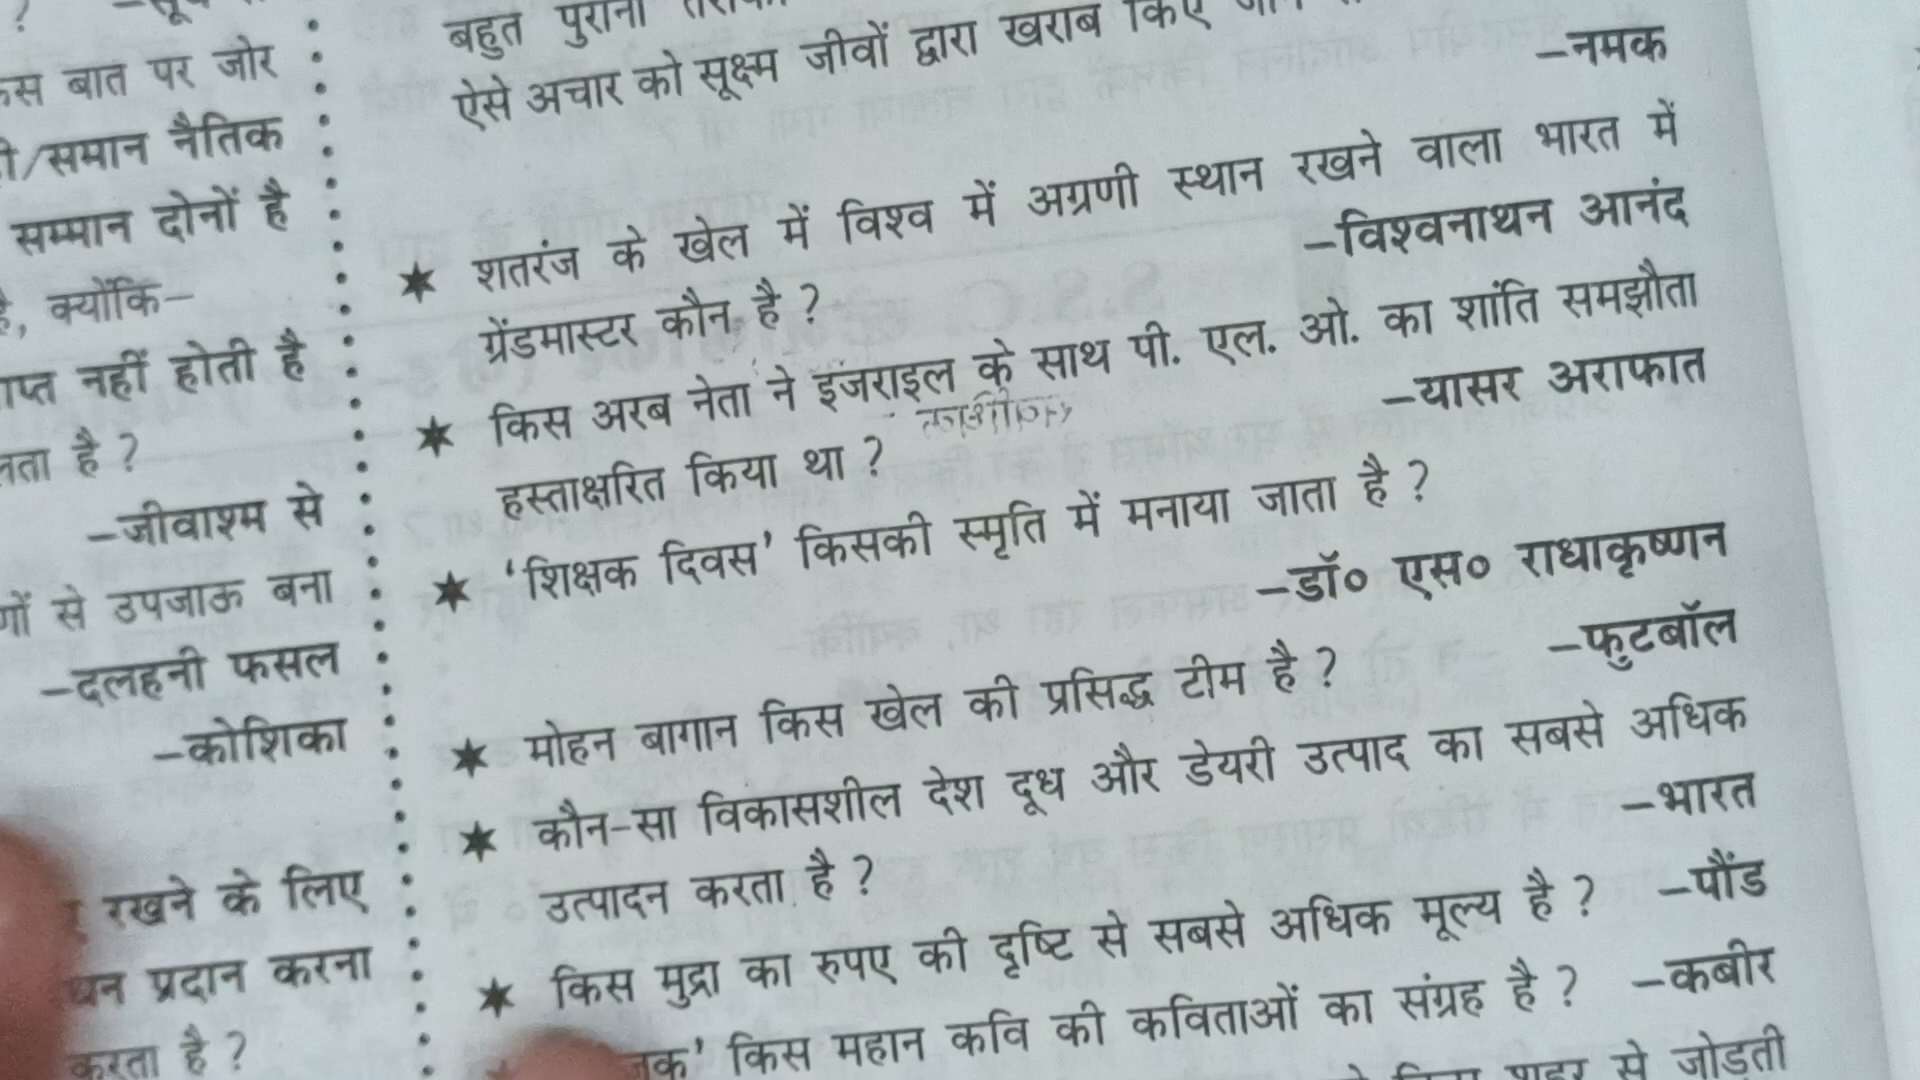 कस बात पर जोर
/समान नैतिक
सम्मान दोनों है
क्योंकि–
नहीं होती है
है ?
–जीवाश्म से
से उपजाऊ बना
–दलहनी फसल
–कोशिका
रखने के लिए
प्रदान करना
करता है ?
बहुत पुराना
ऐसे अचार को सूक्ष्म जीवों द्वारा खराब किए
–नमक
★ शतरंज के खेल में विश्व में अग्रणी स्थान रखने वाला भारत में
ग्रेंडमास्टर कौन है ? –विश्वनाथन आनंद
★ किस अरब नेता ने इजराइल के साथ पी. एल. ओ. का शांति समझौता
हस्ताक्षरित किया था ? –यासर अराफात
★ 'शिक्षक दिवस' किसकी स्मृति में मनाया जाता है ?
–डॉ० एस० राधाकृष्णन
★ मोहन बागान किस खेल की प्रसिद्ध टीम है ? –फुटबॉल
★ कौन-सा विकासशील देश दूध और डेयरी उत्पाद का सबसे अधिक
उत्पादन करता है ? –भारत
★ किस मुद्रा का रुपए की दृष्टि से सबसे अधिक मूल्य है ? –पौंड
किस महान कवि की कविताओं का संग्रह है ? –कबीर
से जोड़ती